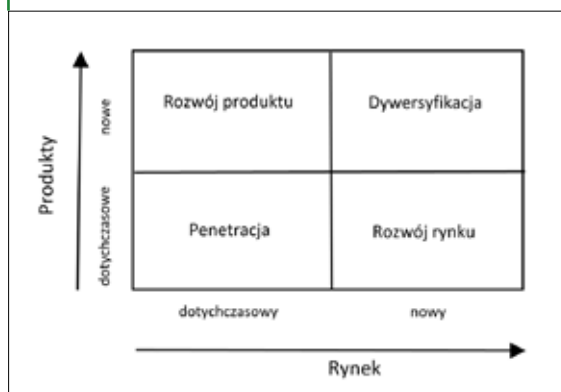 Produkty
nowe
dotychczasowe
Rozwój produktu
Dywersyfikacja
Penetracja
Rozwój rynku
dotychczasowy
nowy
Rynek